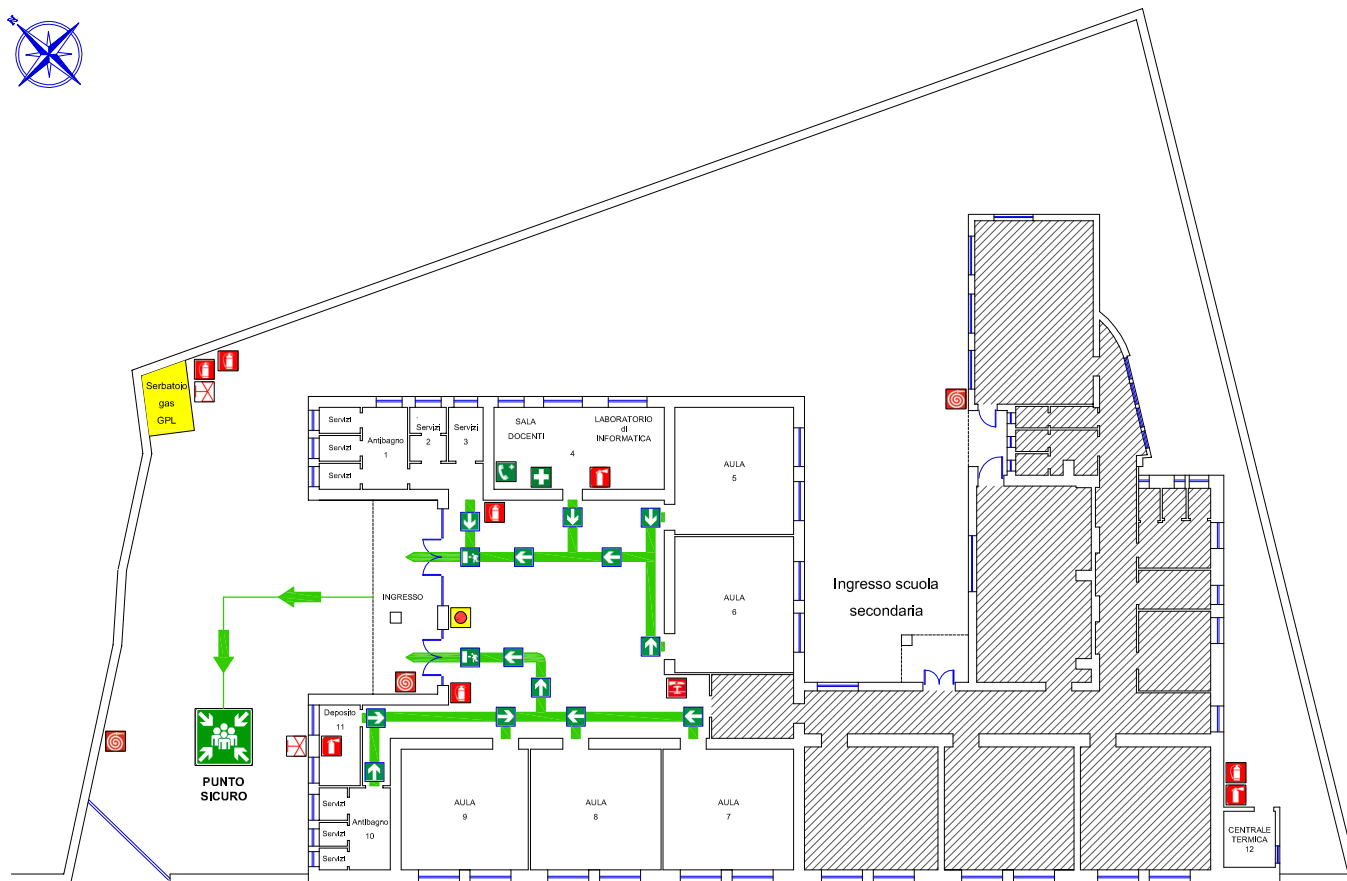 N
Serbatoio
gas
GPL
Servizi
Servizi
Servizi
Antibagno
1
Servizi
2
Servizi
3
SALA
DOCENTI
LABORATORIO
di
INFORMATICA
4
AULA
5
AULA
6
Ingresso scuola
secondaria
INGRESSO
Deposito
11
PUNTO
SICURO
Servizi
Servizi
Servizi
Antibagno
10
AULA
9
AULA
8
AULA
7
CENTRALE
TERMICA
12